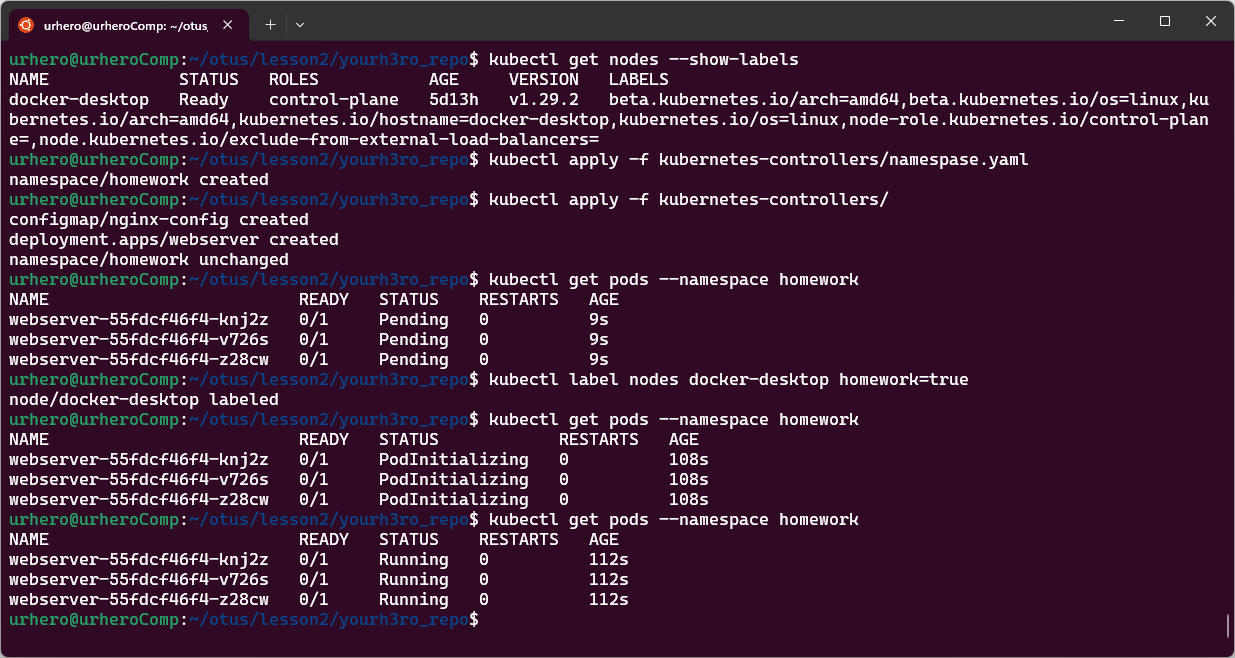 urhero@urheroComp: ~/otus,
urhero@urheroComp:~/otus/lesson2/yourh3ro_repo$ kubectl get nodes --show-labels
NAME STATUS ROLES AGE VERSION LABELS
docker-desktop Ready control-plane 5d13h v1.29.2 beta.kubernetes.io/arch=amd64,beta.kubernetes.io/os=linux,ku
bernetes.io/arch=amd64,kubernetes.io/hostname=docker-desktop,kubernetes.io/os=linux,node-role.kubernetes.io/control-plan
e=,node.kubernetes.io/exclude-from-external-load-balancers=
urhero@urheroComp:~/otus/lesson2/yourh3ro_repo$ kubectl apply -f kubernetes-controllers/namespase.yaml
namespace/homework created
urhero@urheroComp:~/otus/lesson2/yourh3ro_repo$ kubectl apply -f kubernetes-controllers/
configmap/nginx-config created
deployment.apps/webserver created
namespace/homework unchanged
urhero@urheroComp:~/otus/lesson2/yourh3ro_repo$ kubectl get pods --namespace homework
NAME READY STATUS RESTARTS AGE
webserver-55fdcf46f4-knj2z 0/1 Pending 0 9s
webserver-55fdcf46f4-v726s 0/1 Pending 0 9s
webserver-55fdcf46f4-z28cw 0/1 Pending 0 9s
urhero@urheroComp:~/otus/lesson2/yourh3ro_repo$ kubectl label nodes docker-desktop homework=true
node/docker-desktop labeled
urhero@urheroComp:~/otus/lesson2/yourh3ro_repo$ kubectl get pods --namespace homework
NAME READY STATUS RESTARTS AGE
webserver-55fdcf46f4-knj2z 0/1 PodInitializing 0 108s
webserver-55fdcf46f4-v726s 0/1 PodInitializing 0 108s
webserver-55fdcf46f4-z28cw 0/1 PodInitializing 0 108s
urhero@urheroComp:~/otus/lesson2/yourh3ro_repo$ kubectl get pods --namespace homework
NAME READY STATUS RESTARTS AGE
webserver-55fdcf46f4-knj2z 0/1 Running 0 112s
webserver-55fdcf46f4-v726s 0/1 Running 0 112s
webserver-55fdcf46f4-z28cw 0/1 Running 0 112s
urhero@urheroComp:~/otus/lesson2/yourh3ro_repo$